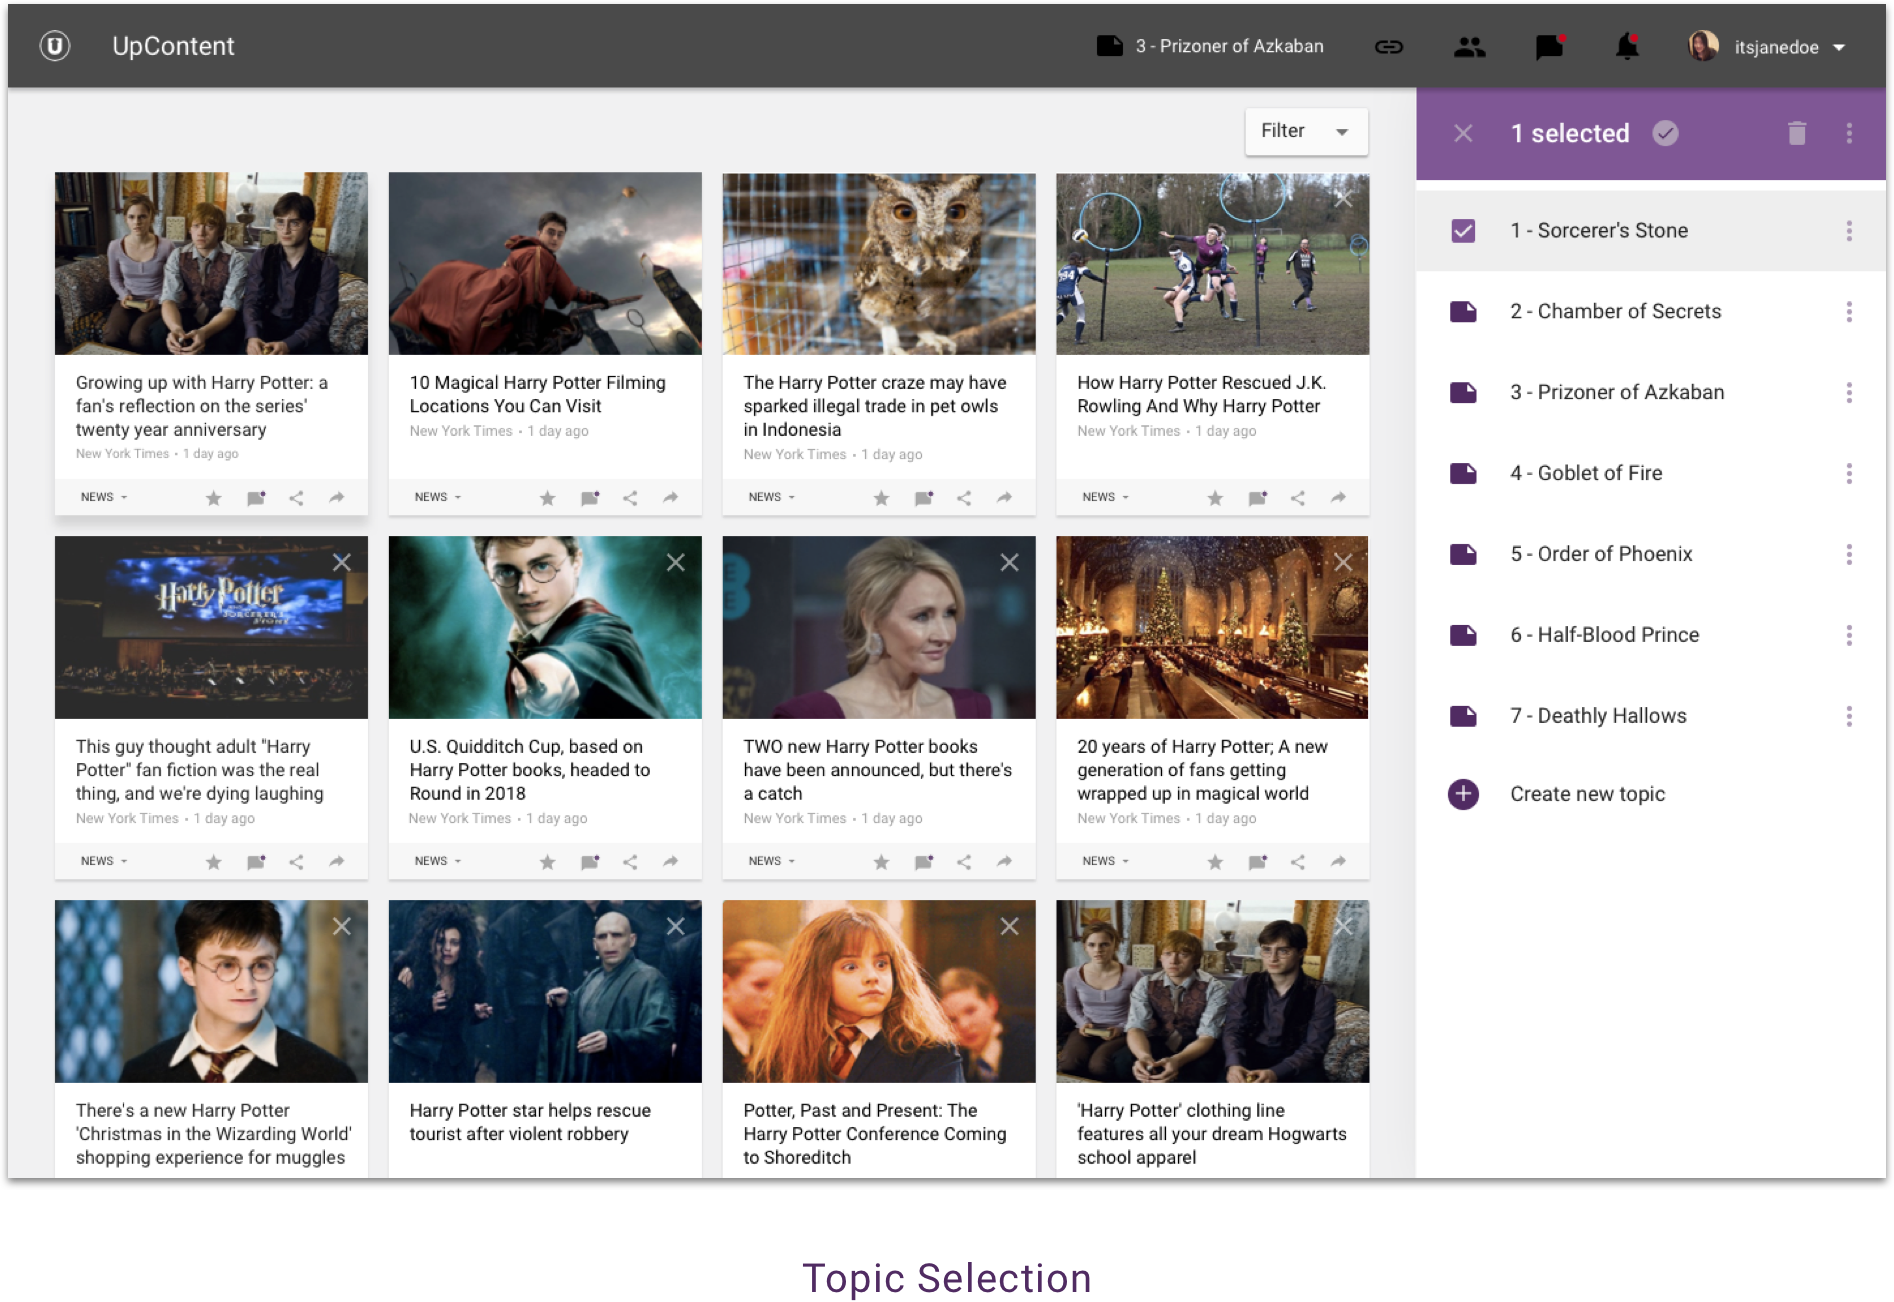 UpContent
3 - Prizoner of Azkaban
itsjanedoe
Filter
1 selected
Growing up with Harry Potter: a
fan's reflection on the series'
twenty year anniversary
New York Times • 1 day ago
NEWS
10 Magical Harry Potter Filming
Locations You Can Visit
New York Times • 1 day ago
NEWS
The Harry Potter craze may have
sparked illegal trade in pet owls
in Indonesia
New York Times • 1 day ago
NEWS
How Harry Potter Rescued J.K.
Rowling And Why Harry Potter
New York Times • 1 day ago
NEWS
Harry Potter
SORCERER'S
STONE
This guy thought adult "Harry
Potter" fan fiction was the real
thing, and we're dying laughing
New York Times • 1 day ago
NEWS
U.S. Quidditch Cup, based on
Harry Potter books, headed to
Round in 2018
New York Times • 1 day ago
NEWS
TWO new Harry Potter books
have been announced, but there's
a catch
New York Times • 1 day ago
NEWS
20 years of Harry Potter; A new
generation of fans getting
wrapped up in magical world
New York Times • 1 day ago
NEWS
There's a new Harry Potter
'Christmas in the Wizarding World'
shopping experience for muggles
Harry Potter star helps rescue
tourist after violent robbery
Potter, Past and Present: The
Harry Potter Conference Coming
to Shoreditch
'Harry Potter' clothing line
features all your dream Hogwarts
school apparel
1 - Sorcerer's Stone
2 - Chamber of Secrets
3 - Prizoner of Azkaban
4 - Goblet of Fire
5 - Order of Phoenix
6 - Half-Blood Prince
7 - Deathly Hallows
Create new topic
Topic Selection